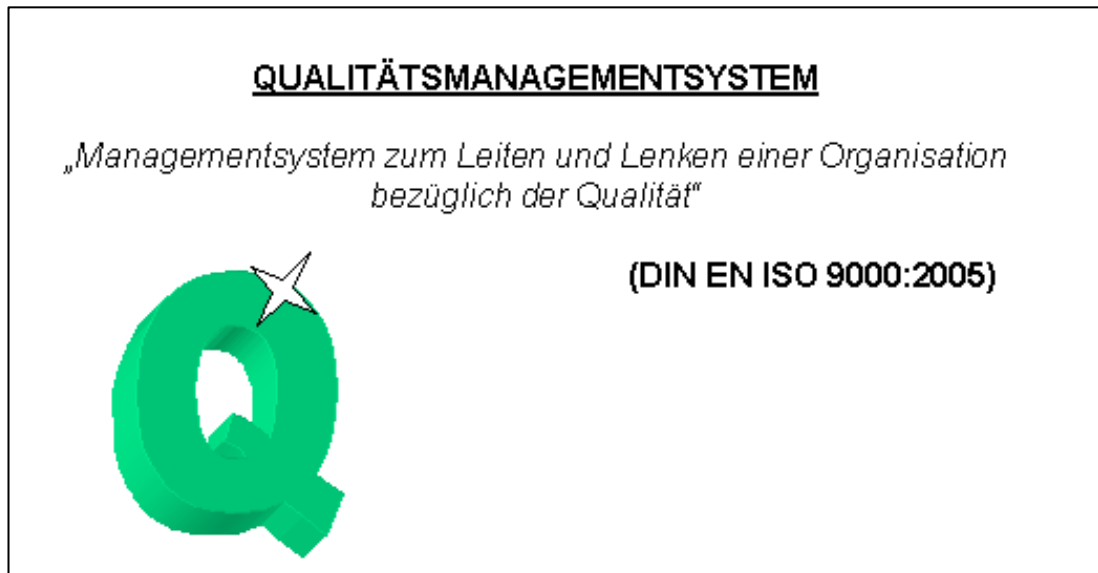 QUALITÄTSMANAGEMENTSYSTEM
„Managementsystem zum Leiten und Lenken einer Organisation
bezüglich der Qualität“
(DIN EN ISO 9000:2005)
Q